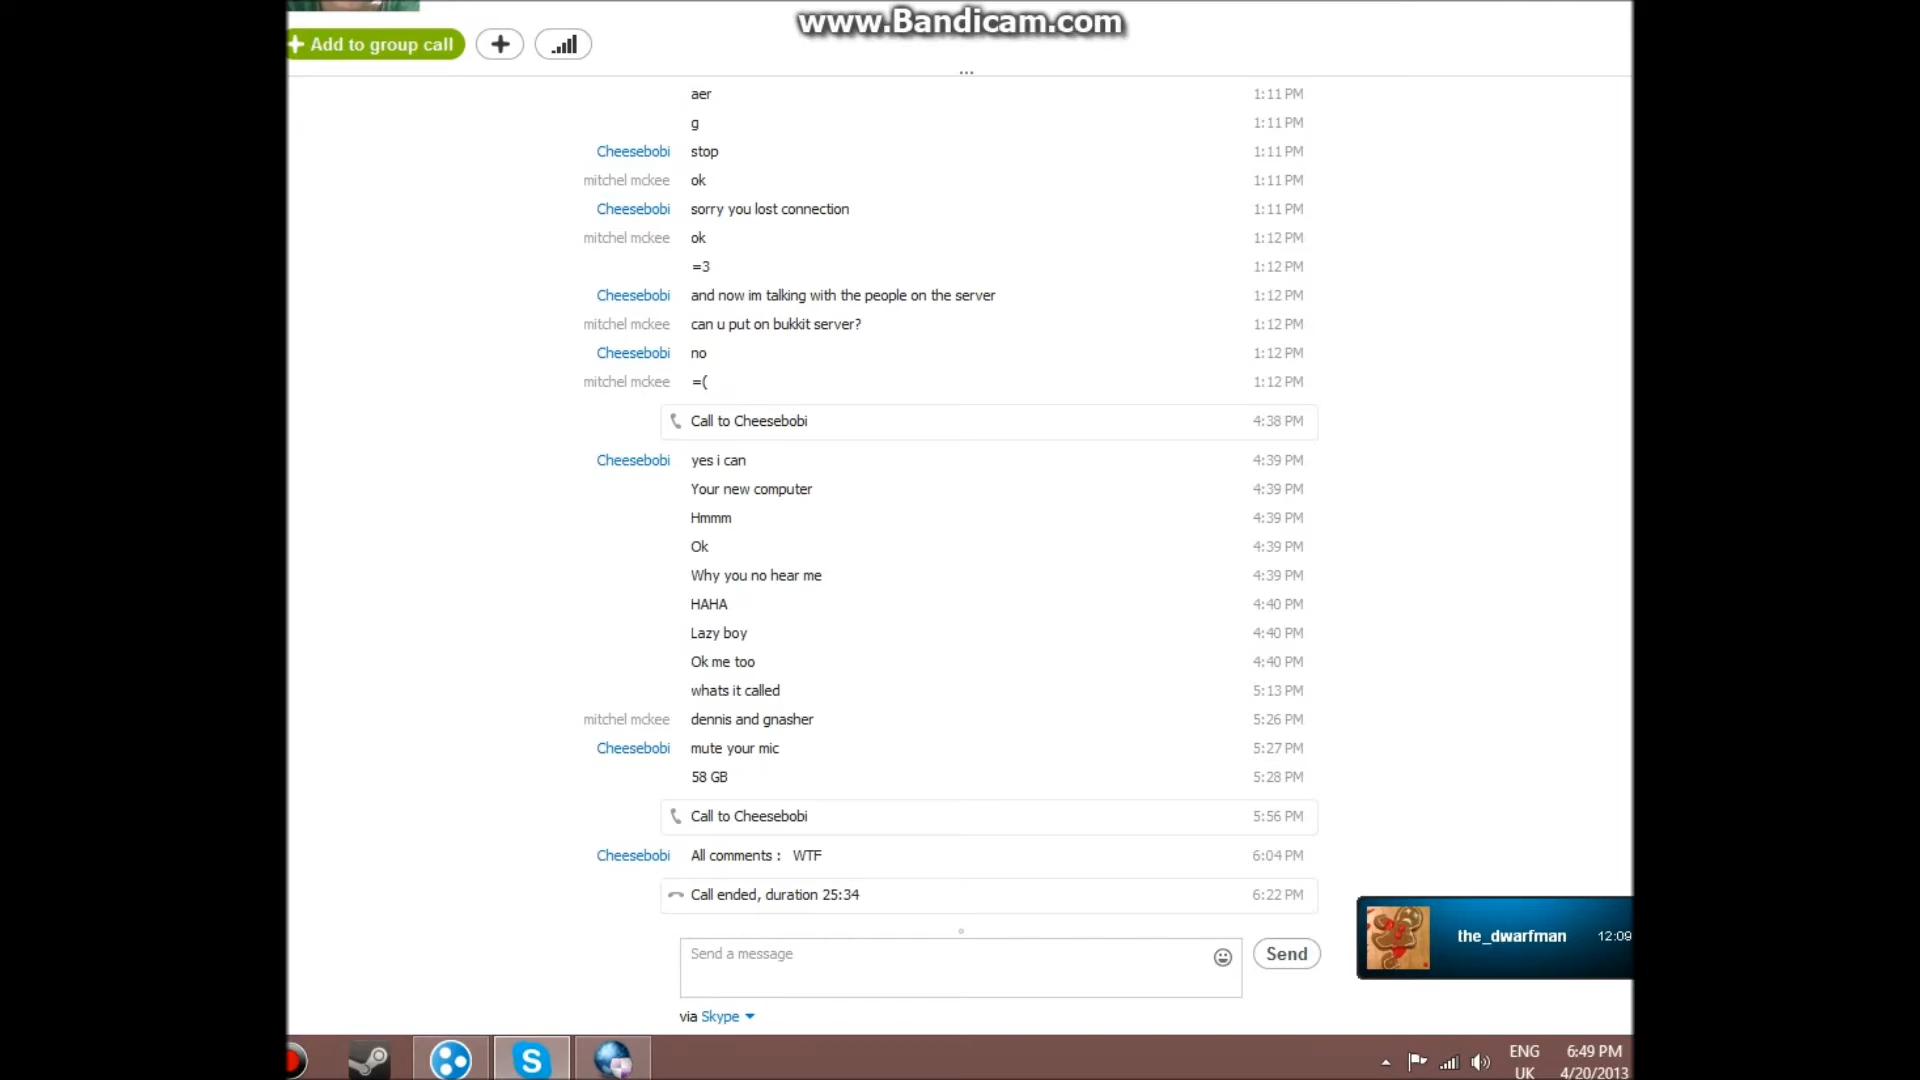 www.Bandicam.com
+ Add to group call
...
aer 1:11 PM
g 1:11 PM
Cheesebobi stop 1:11 PM
mitchel mckee ok 1:11 PM
Cheesebobi sorry you lost connection 1:11 PM
mitchel mckee ok 1:12 PM
=3 1:12 PM
Cheesebobi and now im talking with the people on the server 1:12 PM
mitchel mckee can u put on bukkit server? 1:12 PM
Cheesebobi no 1:12 PM
mitchel mckee =( 1:12 PM
Call to Cheesebobi 4:38 PM
Cheesebobi yes i can 4:39 PM
Your new computer 4:39 PM
Hmmm 4:39 PM
Ok 4:39 PM
Why you no hear me 4:39 PM
HAHA 4:40 PM
Lazy boy 4:40 PM
Ok me too 4:40 PM
whats it called 5:13 PM
mitchel mckee dennis and gnasher 5:26 PM
Cheesebobi mute your mic 5:27 PM
58 GB 5:28 PM
Call to Cheesebobi 5:56 PM
Cheesebobi All comments : WTF 6:04 PM
Call ended, duration 25:34 6:22 PM
the_dwarfman 12:09
Send a message Send
via Skype
ENG 6:49 PM
UK 4/20/2013